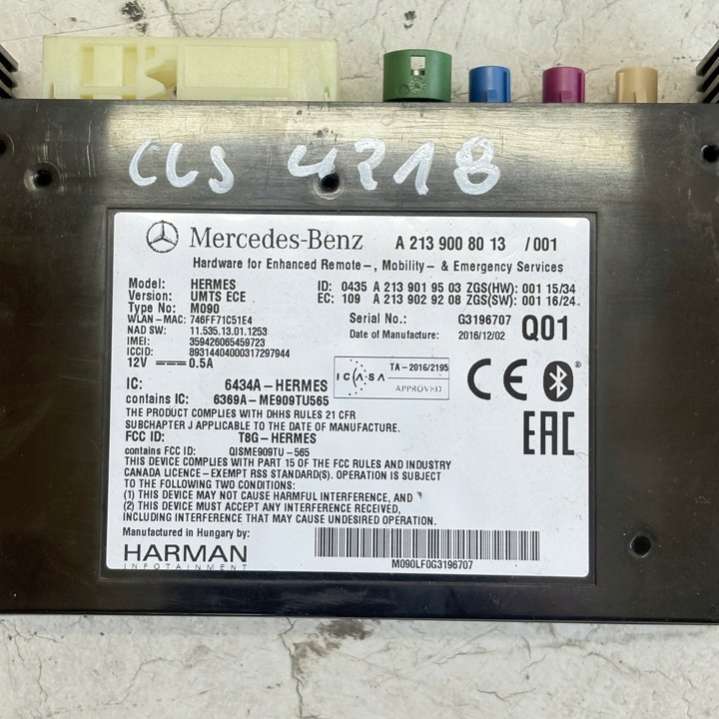 CLS 4218
Mercedes-Benz A 213 900 80 13 /001
Hardware for Enhanced Remote-, Mobility- & Emergency Services
Model: HERMES ID: 0435 A 213 901 95 03 ZGS(HW): 001 15/34
Version: UMTS ECE EC: 109 A 213 902 92 08 ZGS(SW): 001 16/24
Type No: M090
WLAN-MAC: 746FF71C51E4 Serial No.: G3196707
NAD SW: 11.535.13.01.1253 Date of Manufacture: 2016/12/02 Q01
IMEI: 359426065459723
ICCID: 89314404000317297944
12V 0.5A
ICASA TA-2016/2195
APPROVED
CE
IC: 6434A-HERMES
contains IC: 6369A-ME909TU565
EAC
THE PRODUCT COMPLIES WITH DHHS RULES 21 CFR
SUBCHAPTER J APPLICABLE TO THE DATE OF MANUFACTURE.
FCC ID: T8G-HERMES
contains FCC ID: QISME909TU-565
THIS DEVICE COMPLIES WITH PART 15 OF THE FCC RULES AND INDUSTRY
CANADA LICENCE-EXEMPT RSS STANDARD(S). OPERATION IS SUBJECT
TO THE FOLLOWING TWO CONDITIONS:
(1) THIS DEVICE MAY NOT CAUSE HARMFUL INTERFERENCE, AND
(2) THIS DEVICE MUST ACCEPT ANY INTERFERENCE RECEIVED,
INCLUDING INTERFERENCE THAT MAY CAUSE UNDESIRED OPERATION.
Manufactured in Hungary by:
HARMAN
INFOTAINMENT
M090LF0G3196707